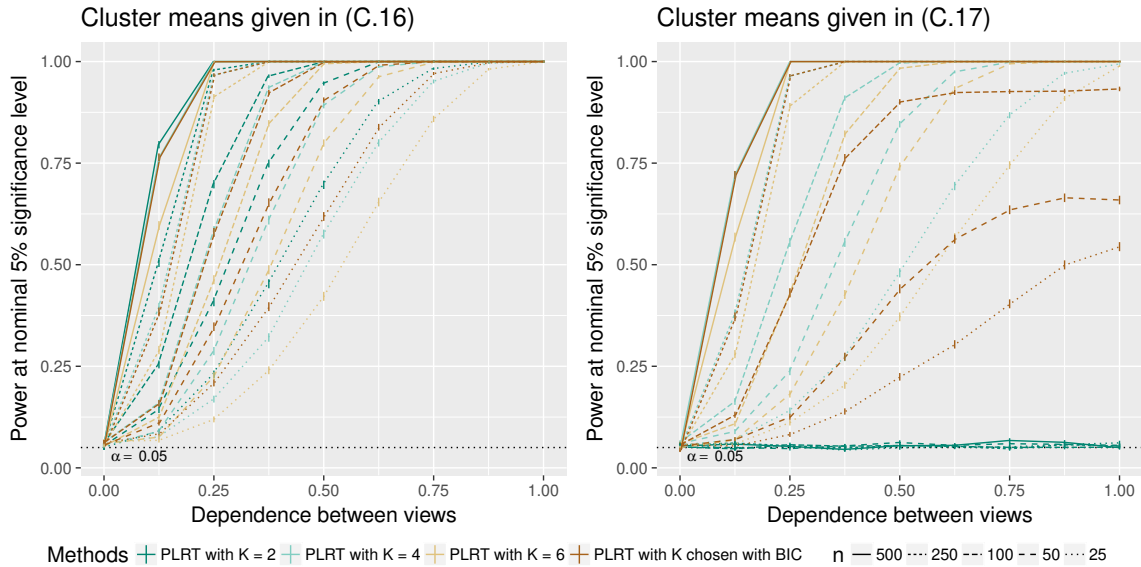 Cluster means given in (C.16)
Cluster means given in (C.17)
Power at nominal 5% significance level
1.00
0.75
0.50
0.25
0.00
α = 0.05
0.00 0.25 0.50 0.75 1.00
Dependence between views
Power at nominal 5% significance level
1.00
0.75
0.50
0.25
0.00
α = 0.05
0.00 0.25 0.50 0.75 1.00
Dependence between views
Methods PLRT with K = 2 PLRT with K = 4 PLRT with K = 6 PLRT with K chosen with BIC n 500 250 100 50 25